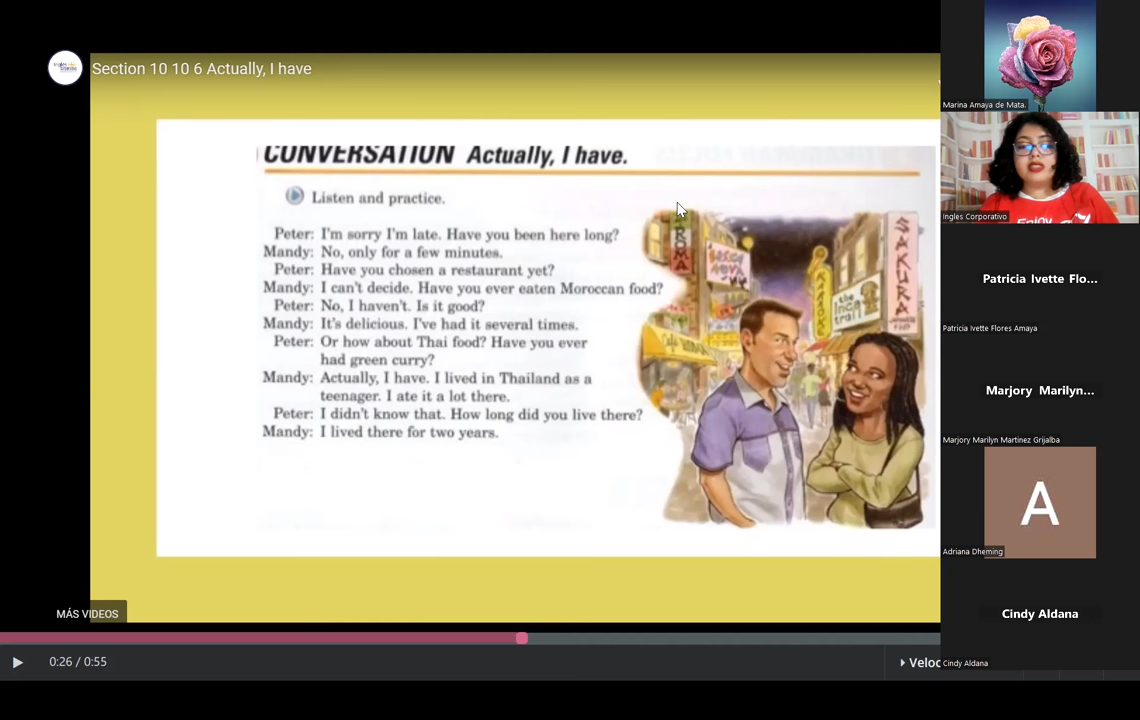 Section 10 10 6 Actually, I have
CONVERSATION Actually, I have.
Listen and practice.
Peter: I'm sorry I'm late. Have you been here long?
Mandy: No, only for a few minutes.
Peter: Have you chosen a restaurant yet?
Mandy: I can't decide. Have you ever eaten Moroccan food?
Peter: No, I haven't. Is it good?
Mandy: It's delicious. I've had it several times.
Peter: Or how about Thai food? Have you ever
had green curry?
Mandy: Actually, I have. I lived in Thailand as a
teenager. I ate it a lot there.
Peter: I didn't know that. How long did you live there?
Mandy: I lived there for two years.
ROMA
KARAOKE
the
Inca
trail
SAKURA
MÁS VIDEOS
0:26 / 0:55
Veloc
Marina Amaya de Mata.
Enjoy
Ingles Corporativo
Patricia Ivette Flo...
Patricia Ivette Flores Amaya
Marjory Marilyn...
Marjory Marilyn Martinez Grijalba
A
Adriana Dheming
Cindy Aldana
Cindy Aldana